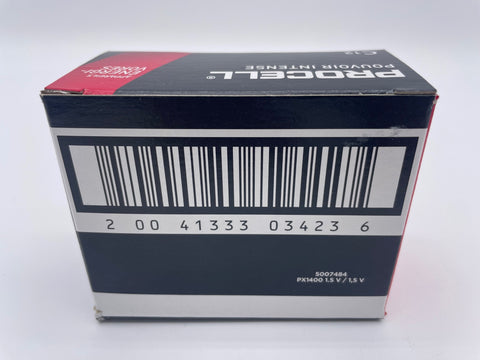 C 12
PROCELL®
POUVOIR INTENSE
2 00 41333 03423 6
5007484
PX1400 1.5 V / 1,5 V